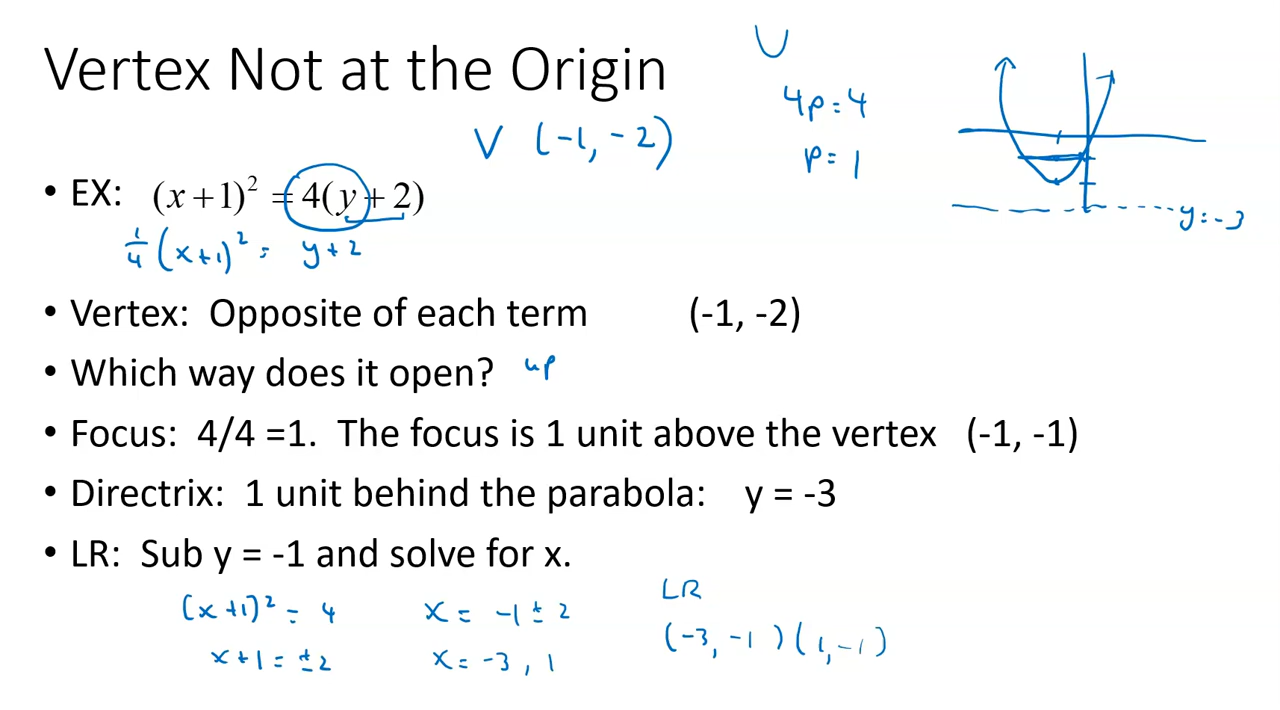 Vertex Not at the Origin
∪
4p = 4
p = 1
V (-1, -2)
• EX: (x + 1)² = 4(y + 2)
y = -3
1/4 (x+1)² = y + 2
• Vertex: Opposite of each term (-1, -2)
• Which way does it open? up
• Focus: 4/4 =1. The focus is 1 unit above the vertex (-1, -1)
• Directrix: 1 unit behind the parabola: y = -3
• LR: Sub y = -1 and solve for x.
(x+1)² = 4
x+1 = ±2
x = -1 ± 2
x = -3, 1
LR
(-3, -1) (1, -1)